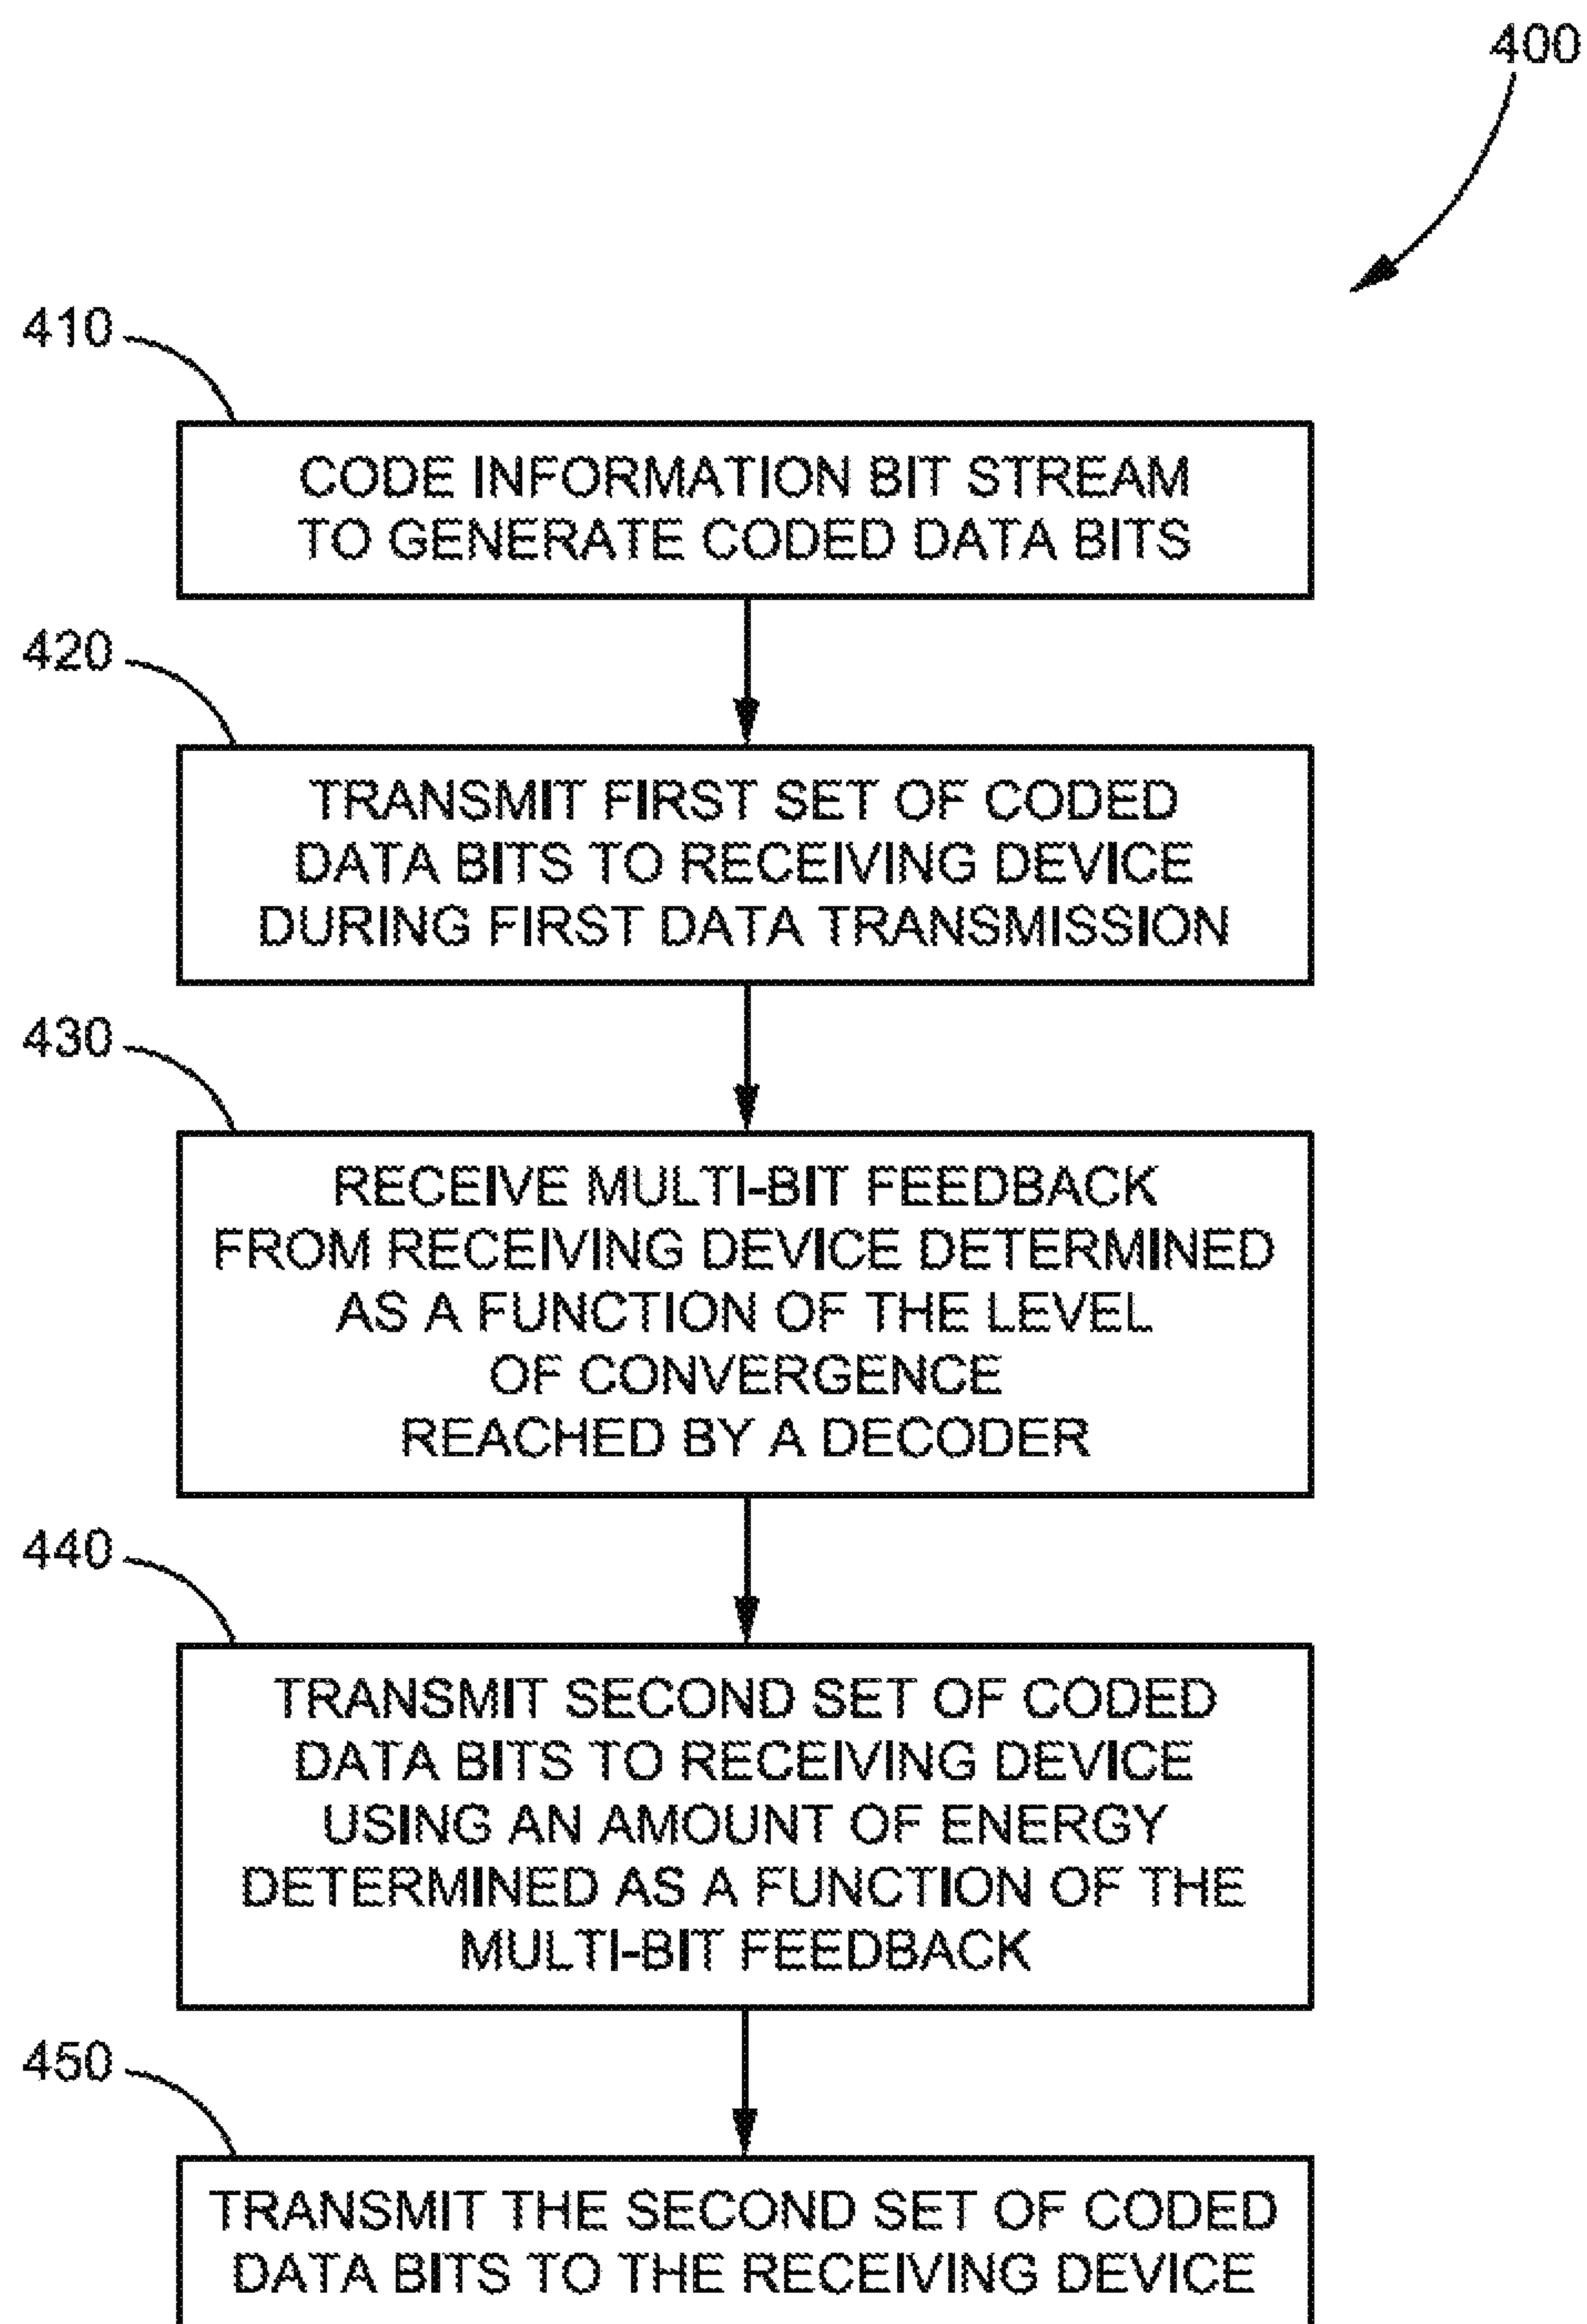 400
410
CODE INFORMATION BIT STREAM
TO GENERATE CODED DATA BITS
420
TRANSMIT FIRST SET OF CODED
DATA BITS TO RECEIVING DEVICE
DURING FIRST DATA TRANSMISSION
430
RECEIVE MULTI-BIT FEEDBACK
FROM RECEIVING DEVICE DETERMINED
AS A FUNCTION OF THE LEVEL
OF CONVERGENCE
REACHED BY A DECODER
440
TRANSMIT SECOND SET OF CODED
DATA BITS TO RECEIVING DEVICE
USING AN AMOUNT OF ENERGY
DETERMINED AS A FUNCTION OF THE
MULTI-BIT FEEDBACK
450
TRANSMIT THE SECOND SET OF CODED
DATA BITS TO THE RECEIVING DEVICE